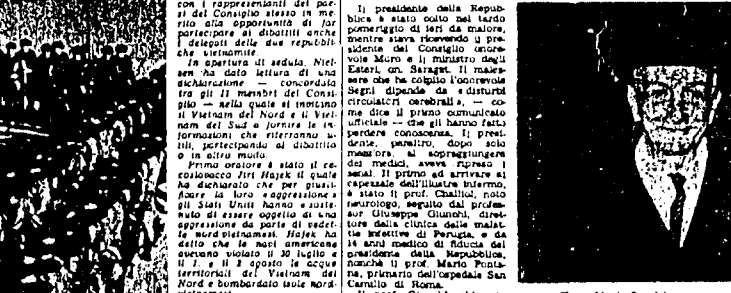 con i rappresentanti dei pae-
si del Consiglio stesso in me-
rito alla opportunità di far
partecipare ai dibattiti anche
i delegati delle due repubbli-
che vietnamite.
In apertura di seduta, Niel-
sen ha dato lettura di una
dichiarazione — concordata
tra gli 11 membri del Consi-
glio — nella quale si invitano
il Vietnam del Nord e il Viet-
nam del Sud a fornire le in-
formazioni che riterranno u-
tili, partecipando al dibattito
o in altro modo.
Primo oratore è stato il ce-
coslovacco Jiri Hajek il quale
ha dichiarato che per giusti-
ficare la loro «aggressione»
gli Stati Uniti hanno soste-
nuto di essere oggetto di una
aggressione da parte di vedet-
te nordvietnamesi. Hajek ha
detto che le navi americane
avevano violato il 30 luglio e
il 1. e il 2 agosto le acque
territoriali del Vietnam del
Nord e bombardato isole nord-
vietnamesi
Il presidente della Repub-
blica è stato colto nel tardo
pomeriggio di ieri da malore,
mentre stava ricevendo il pre-
sidente del Consiglio onore-
vole Moro e il ministro degli
Esteri, on. Saragat. Il males-
sere che ha colpito l'onorevole
Segni dipende da «disturbi
circolatori cerebrali», — co-
me dice il primo comunicato
ufficiale — che gli hanno fatto
perdere conoscenza. Il presi-
dente, peraltro, dopo solo
mezz'ora, al sopraggiungere
dei medici, aveva ripreso i
sensi. Il primo ad arrivare al
capezzale dell'illustre infermo,
è stato il prof. Challiol, noto
neurologo, seguito dal profes-
sor Giuseppe Giunchi, diret-
tore della clinica delle malat-
tie infettive di Perugia, e da
14 anni medico di fiducia del
presidente della Repubblica,
nonché il prof. Mario Fonta-
na, primario dell'ospedale San
Camillo di Roma.
Il prof.